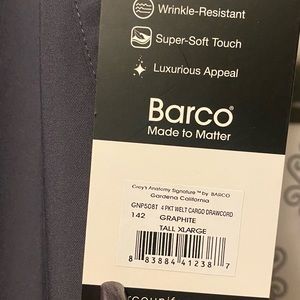 Wrinkle-Resistant
Super-Soft Touch
Luxurious Appeal
Barco®
Made to Matter
Grey's Anatomy Signature™ by BARCO
Gardena California
GNP508T 4 PKT WELT CARGO DRAWCORD
142 GRAPHITE
TALL XLARGE
8 83884 41238 7